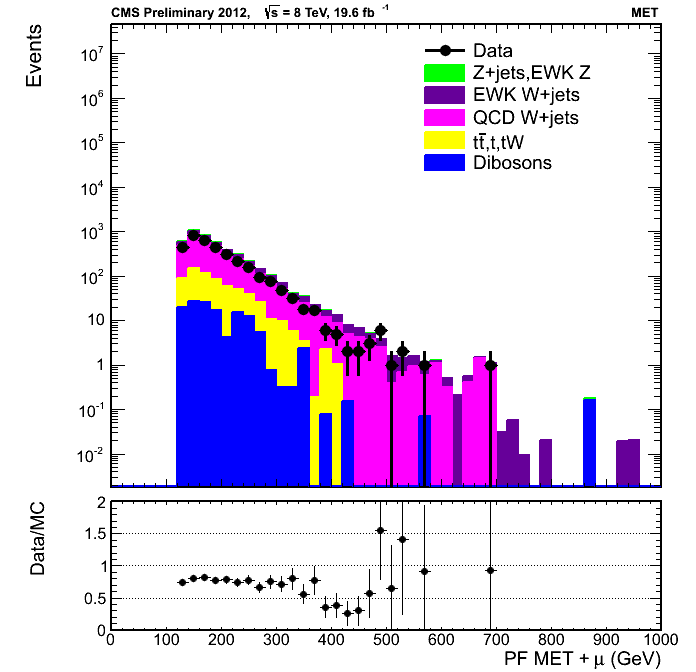 CMS Preliminary 2012, √s = 8 TeV, 19.6 fb⁻¹ MET
Events
Data
Z+jets,EWK Z
EWK W+jets
QCD W+jets
tt̄,t,tW
Dibosons
10⁷
10⁶
10⁵
10⁴
10³
10²
10
1
10⁻¹
10⁻²
Data/MC
2
1.5
1
0.5
0
0 100 200 300 400 500 600 700 800 900 1000
PF MET + μ (GeV)